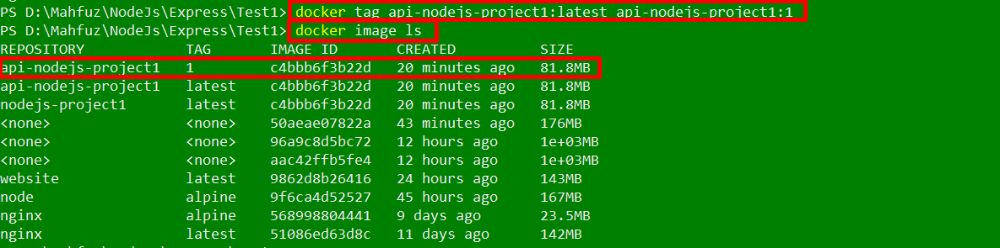 PS D:\Mahfuz\NodeJs\Express\Test1> docker tag api-nodejs-project1:latest api-nodejs-project1:1
PS D:\Mahfuz\NodeJs\Express\Test1> docker image ls
REPOSITORY TAG IMAGE ID CREATED SIZE
api-nodejs-project1 1 c4bbb6f3b22d 20 minutes ago 81.8MB
api-nodejs-project1 latest c4bbb6f3b22d 20 minutes ago 81.8MB
nodejs-project1 latest c4bbb6f3b22d 20 minutes ago 81.8MB
<none> <none> 50aeae07822a 43 minutes ago 176MB
<none> <none> 96a9c8d5bc72 12 hours ago 1e+03MB
<none> <none> aac42ffb5fe4 12 hours ago 1e+03MB
website latest 9862d8b26416 24 hours ago 143MB
node alpine 9f6ca4d52527 45 hours ago 167MB
nginx alpine 568998804441 9 days ago 23.5MB
nginx latest 51086ed63d8c 11 days ago 142MB